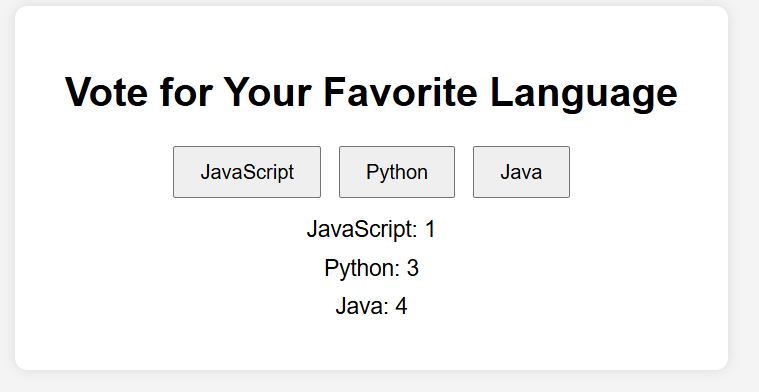 Vote for Your Favorite Language
JavaScript Python Java
JavaScript: 1
Python: 3
Java: 4